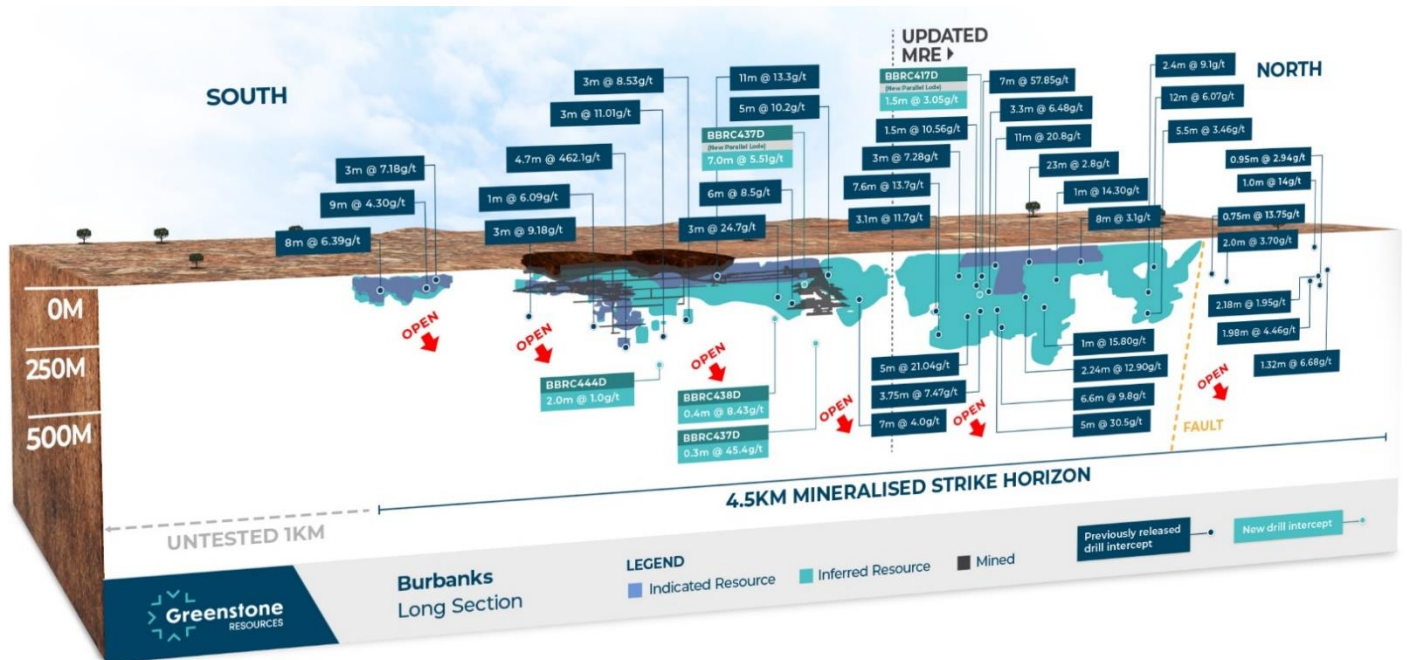 SOUTH
UPDATED
MRE
NORTH
3m @ 7.18g/t
9m @ 4.30g/t
8m @ 6.39g/t
3m @ 8.53g/t
3m @ 11.01g/t
4.7m @ 462.1g/t
1m @ 6.09g/t
3m @ 9.18g/t
11m @ 13.3g/t
5m @ 10.2g/t
BBRC437D
(New Parallel Lode)
7.0m @ 5.51g/t
6m @ 8.5g/t
3m @ 24.7g/t
BBRC417D
(New Parallel Lode)
1.5m @ 3.05g/t
1.5m @ 10.56g/t
3m @ 7.28g/t
7.6m @ 13.7g/t
3.1m @ 11.7g/t
7m @ 57.85g/t
3.3m @ 6.48g/t
11m @ 20.8g/t
23m @ 2.8g/t
1m @ 14.30g/t
8m @ 3.1g/t
2.4m @ 9.1g/t
12m @ 6.07g/t
5.5m @ 3.46g/t
0.95m @ 2.94g/t
1.0m @ 14g/t
0.75m @ 13.75g/t
2.0m @ 3.70g/t
0M
250M
500M
OPEN
OPEN
OPEN
OPEN
OPEN
OPEN
BBRC444D
2.0m @ 1.0g/t
BBRC438D
0.4m @ 8.43g/t
BBRC437D
0.3m @ 45.4g/t
7m @ 4.0g/t
5m @ 21.04g/t
3.75m @ 7.47g/t
1m @ 15.80g/t
2.24m @ 12.90g/t
6.6m @ 9.8g/t
5m @ 30.5g/t
2.18m @ 1.95g/t
1.98m @ 4.46g/t
1.32m @ 6.68g/t
FAULT
4.5KM MINERALISED STRIKE HORIZON
UNTESTED 1KM
Greenstone
RESOURCES
Burbanks
Long Section
LEGEND
Indicated Resource
Inferred Resource
Mined
Previously released
drill intercept
New drill intercept